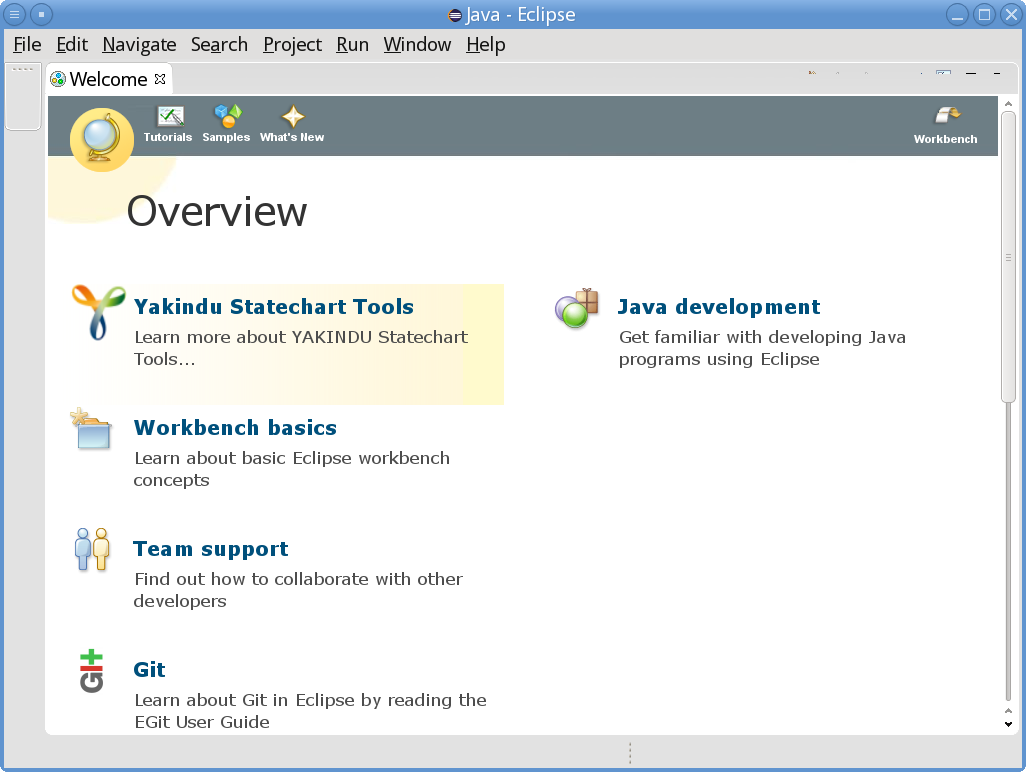 Java - Eclipse
File Edit Navigate Search Project Run Window Help
Welcome
Tutorials Samples What's New Workbench
Overview
Yakindu Statechart Tools
Learn more about YAKINDU Statechart
Tools...
Java development
Get familiar with developing Java
programs using Eclipse
Workbench basics
Learn about basic Eclipse workbench
concepts
Team support
Find out how to collaborate with other
developers
Git
Git
Learn about Git in Eclipse by reading the
EGit User Guide